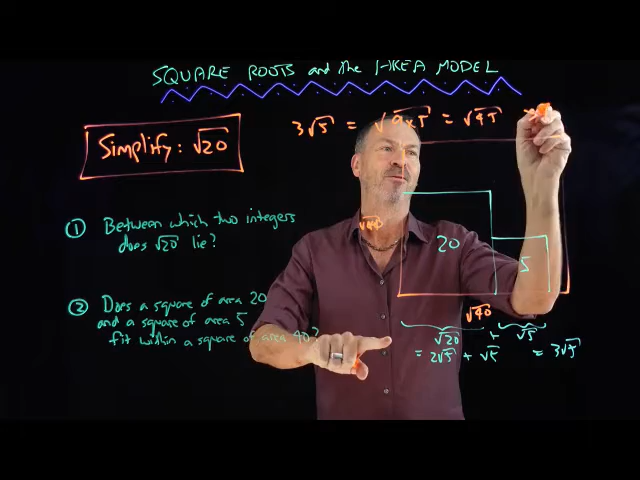 SQUARE ROOTS and the IKEA MODEL
3√5 = √9x5 = √45
Simplify: √20
① Between which two integers
does √20 lie?
√40
20
5
② Does a square of area 20
and a square of area 5
fit within a square of area 40?
√40
√20 + √5
= 2√5 + √5 = 3√5